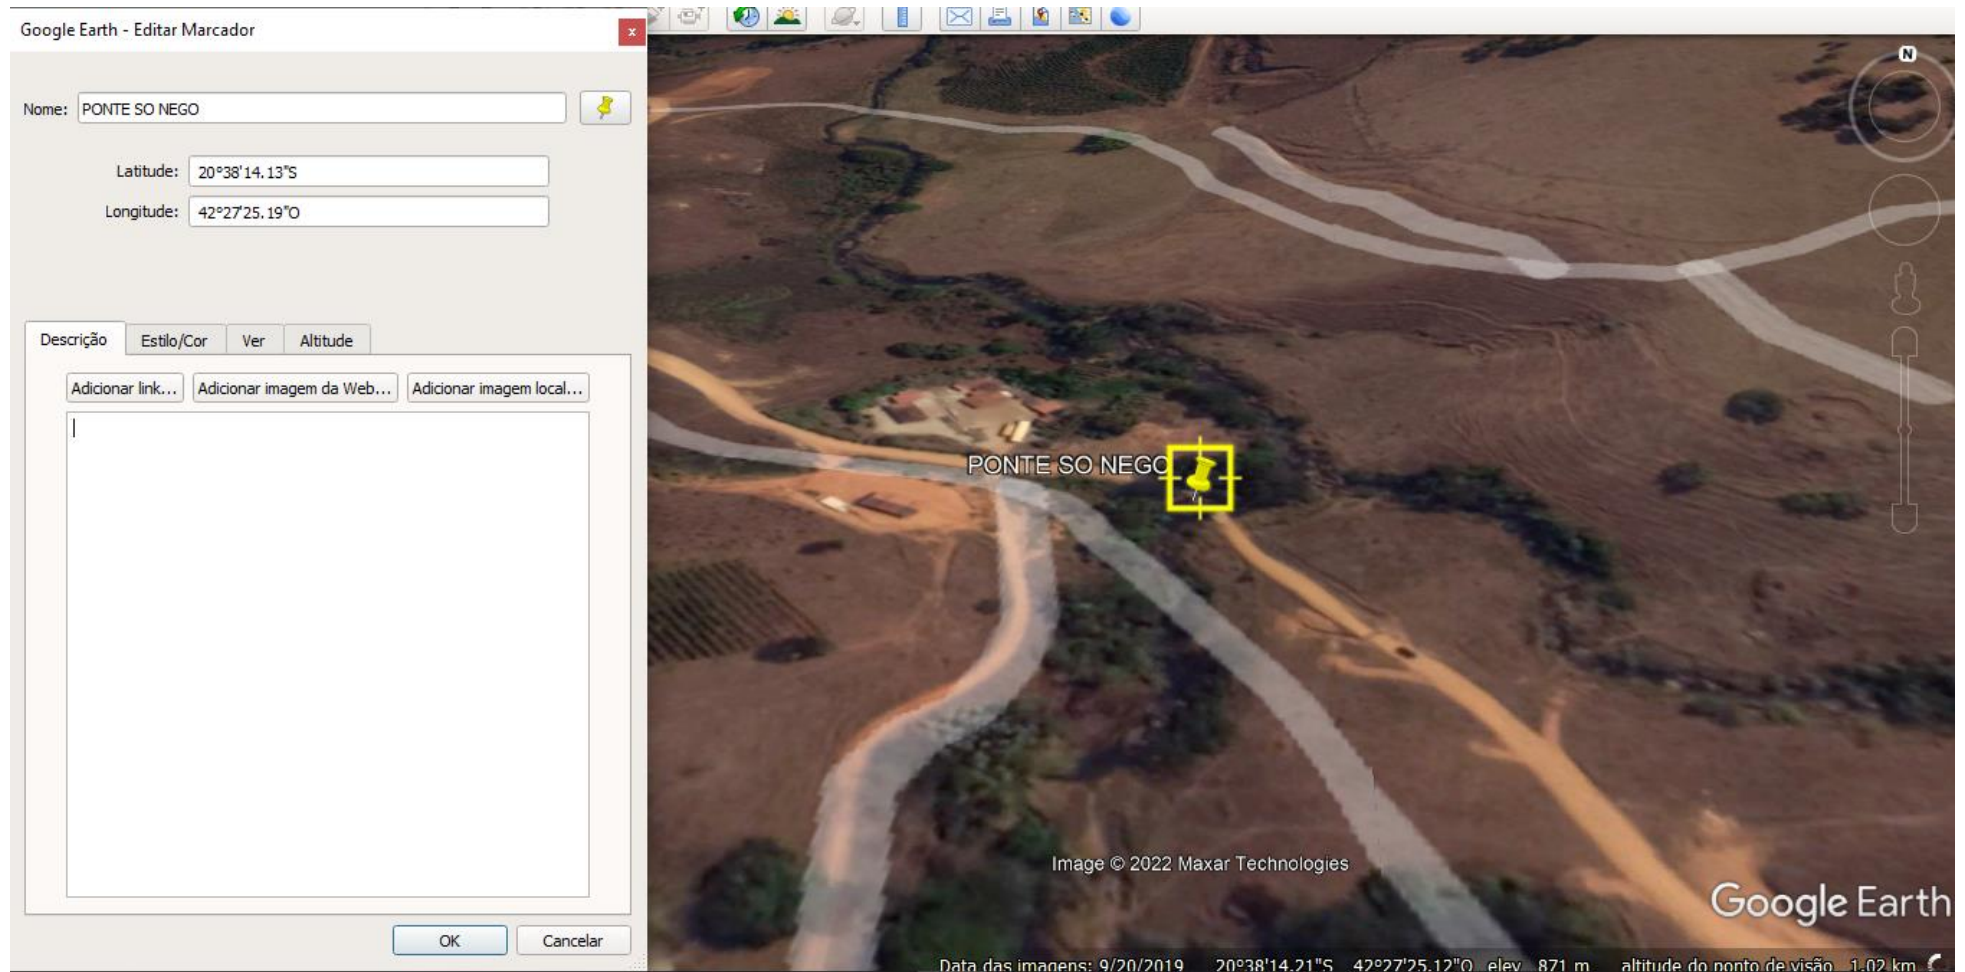 Google Earth - Editar Marcador
x
Nome: PONTE SO NEGO
Latitude: 20°38'14.13"S
Longitude: 42°27'25.19"O
Descrição Estilo/Cor Ver Altitude
Adicionar link... Adicionar imagem da Web... Adicionar imagem local...
OK Cancelar
N
PONTE SO NEGO
Image © 2022 Maxar Technologies
Google Earth
Data das imagens: 9/20/2019 20°38'14.21"S 42°27'25.12"O elev 871 m altitude do ponto de visão 1.02 km